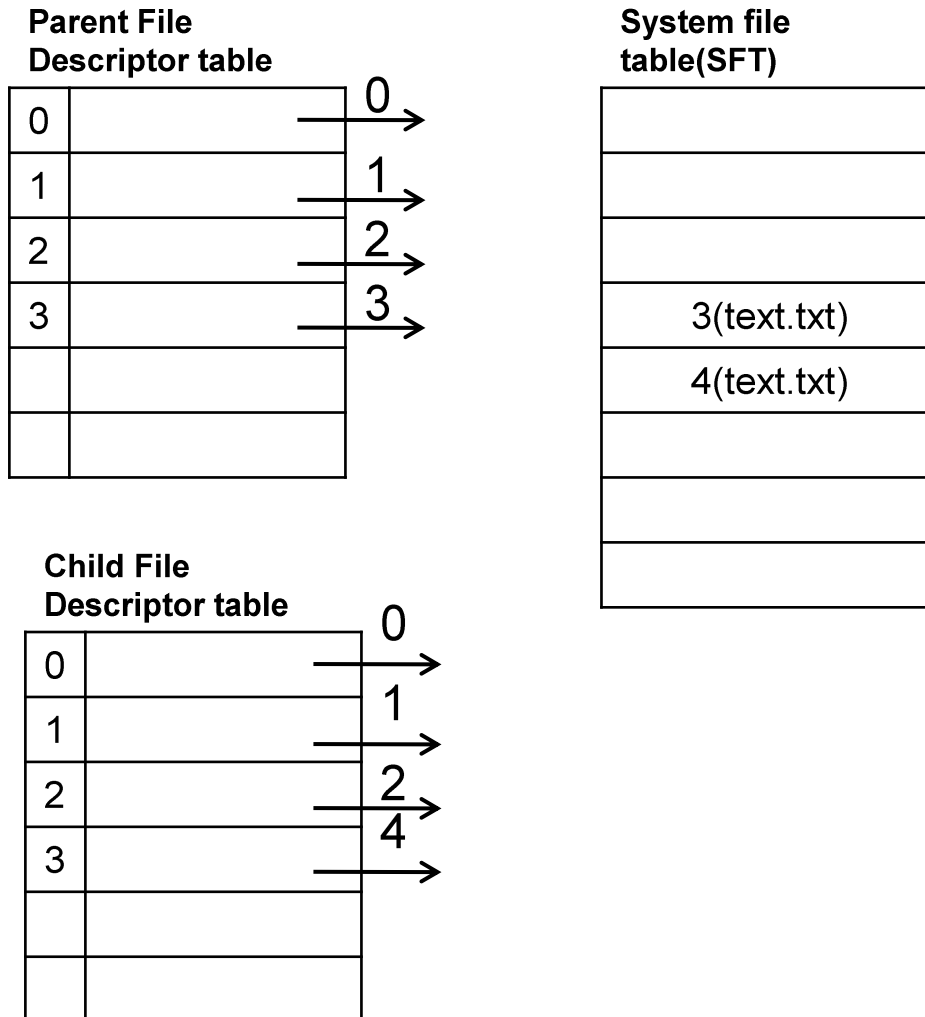 Parent File
Descriptor table
0
0
1
1
2
2
3
3
System file
table(SFT)
3(text.txt)
4(text.txt)
Child File
Descriptor table
0
0
1
1
2
2
3
4